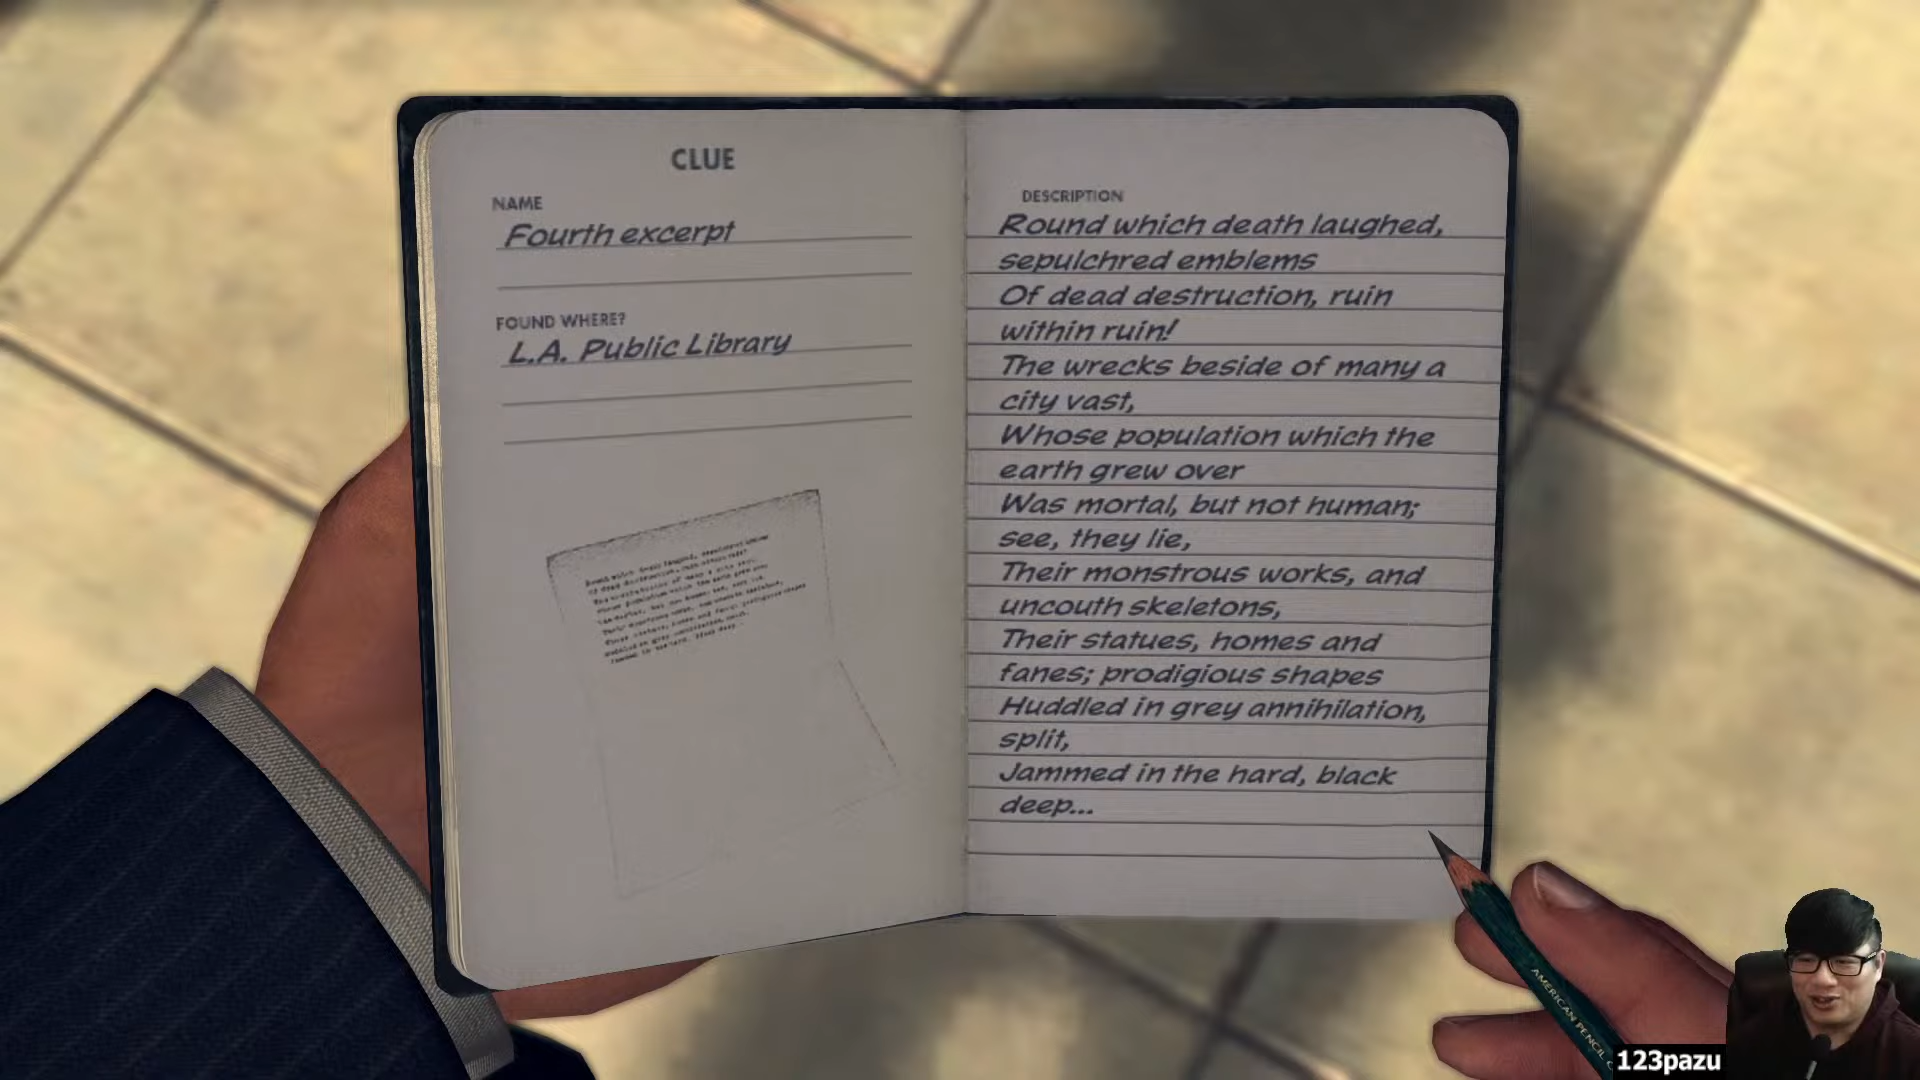 CLUE
NAME
Fourth excerpt
FOUND WHERE?
L.A. Public Library
DESCRIPTION
Round which death laughed,
sepulchred emblems
Of dead destruction, ruin
within ruin!
The wrecks beside of many a
city vast,
Whose population which the
earth grew over
Was mortal, but not human;
see, they lie,
Their monstrous works, and
uncouth skeletons,
Their statues, homes and
fanes; prodigious shapes
Huddled in grey annihilation,
split,
Jammed in the hard, black
deep...
AMERICAN PENCIL
123pazu